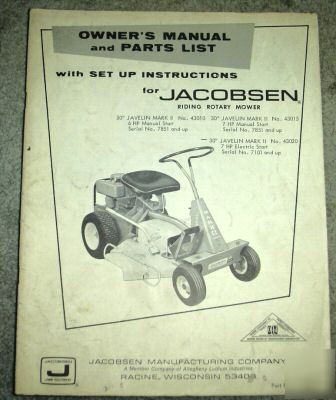 OWNER'S MANUAL
and PARTS LIST
with SET UP INSTRUCTIONS
for JACOBSEN
RIDING ROTARY MOWER
30" JAVELIN MARK II No. 43010
6 HP Manual Start
Serial No. 7851 and up
30" JAVELIN MARK II No. 43015
7 HP Manual Start
Serial No. 7851 and up
30" JAVELIN MARK II No. 43020
7 HP Electric Start
Serial No. 7101 and up
JACOBSEN
J
JACOBSEN MANUFACTURING COMPANY
A Member Company of Allegheny Ludlum Industries
RACINE, WISCONSIN 53403
Part